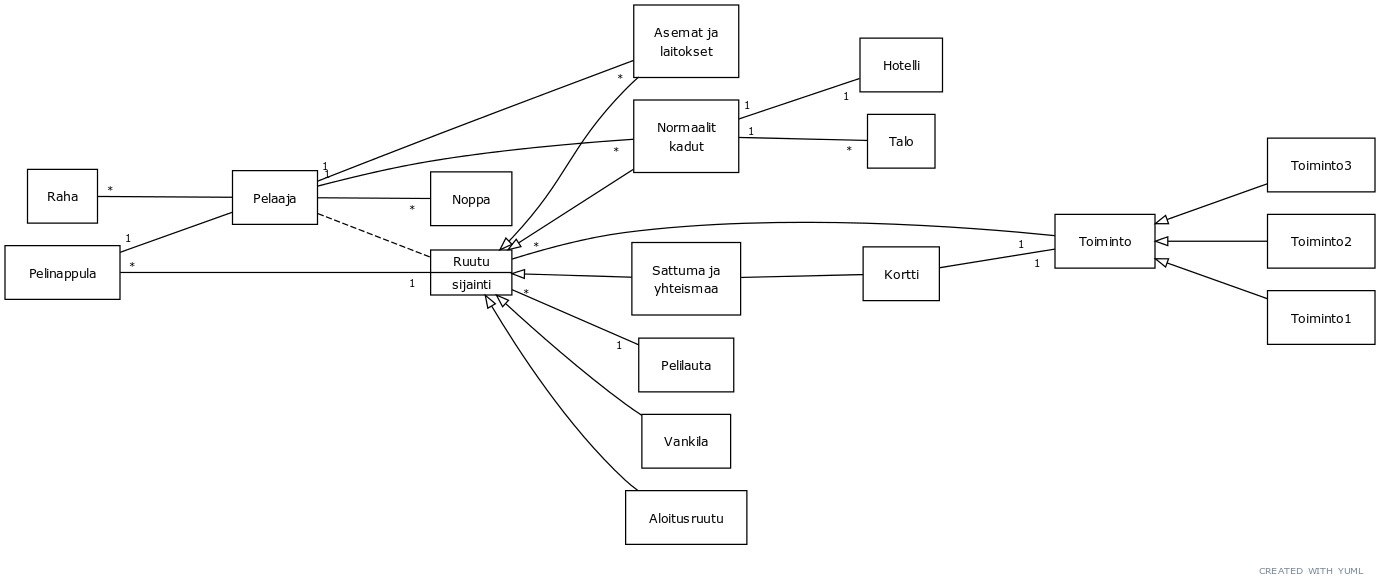 Asemat ja
laitokset
*
Hotelli
1
1
Normaalit
kadut
1
*
Talo
*
1
1
Raha
*
Pelaaja
Noppa
*
Toiminto3
1
Pelinappula
*
1
Ruutu
sijainti
*
Sattuma ja
yhteismaa
Kortti
1
1
Toiminto
Toiminto2
*
1
Pelilauta
Toiminto1
Vankila
Aloitusruutu
CREATED WITH YUML